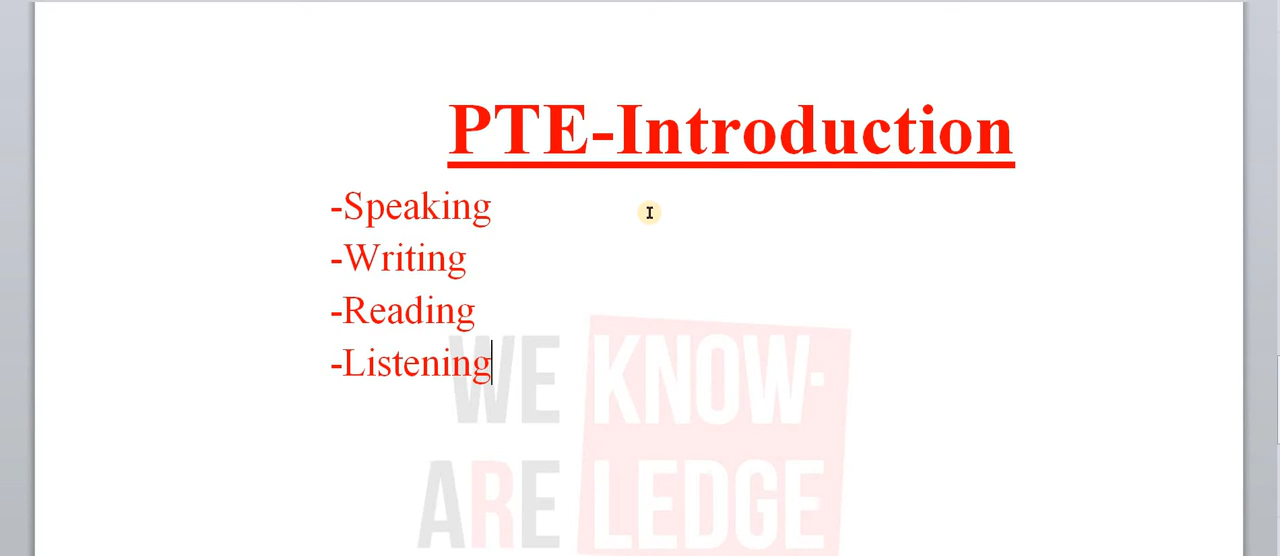 PTE-Introduction
-Speaking
-Writing
-Reading
-Listening
WE KNOW·
ARE LEDGE